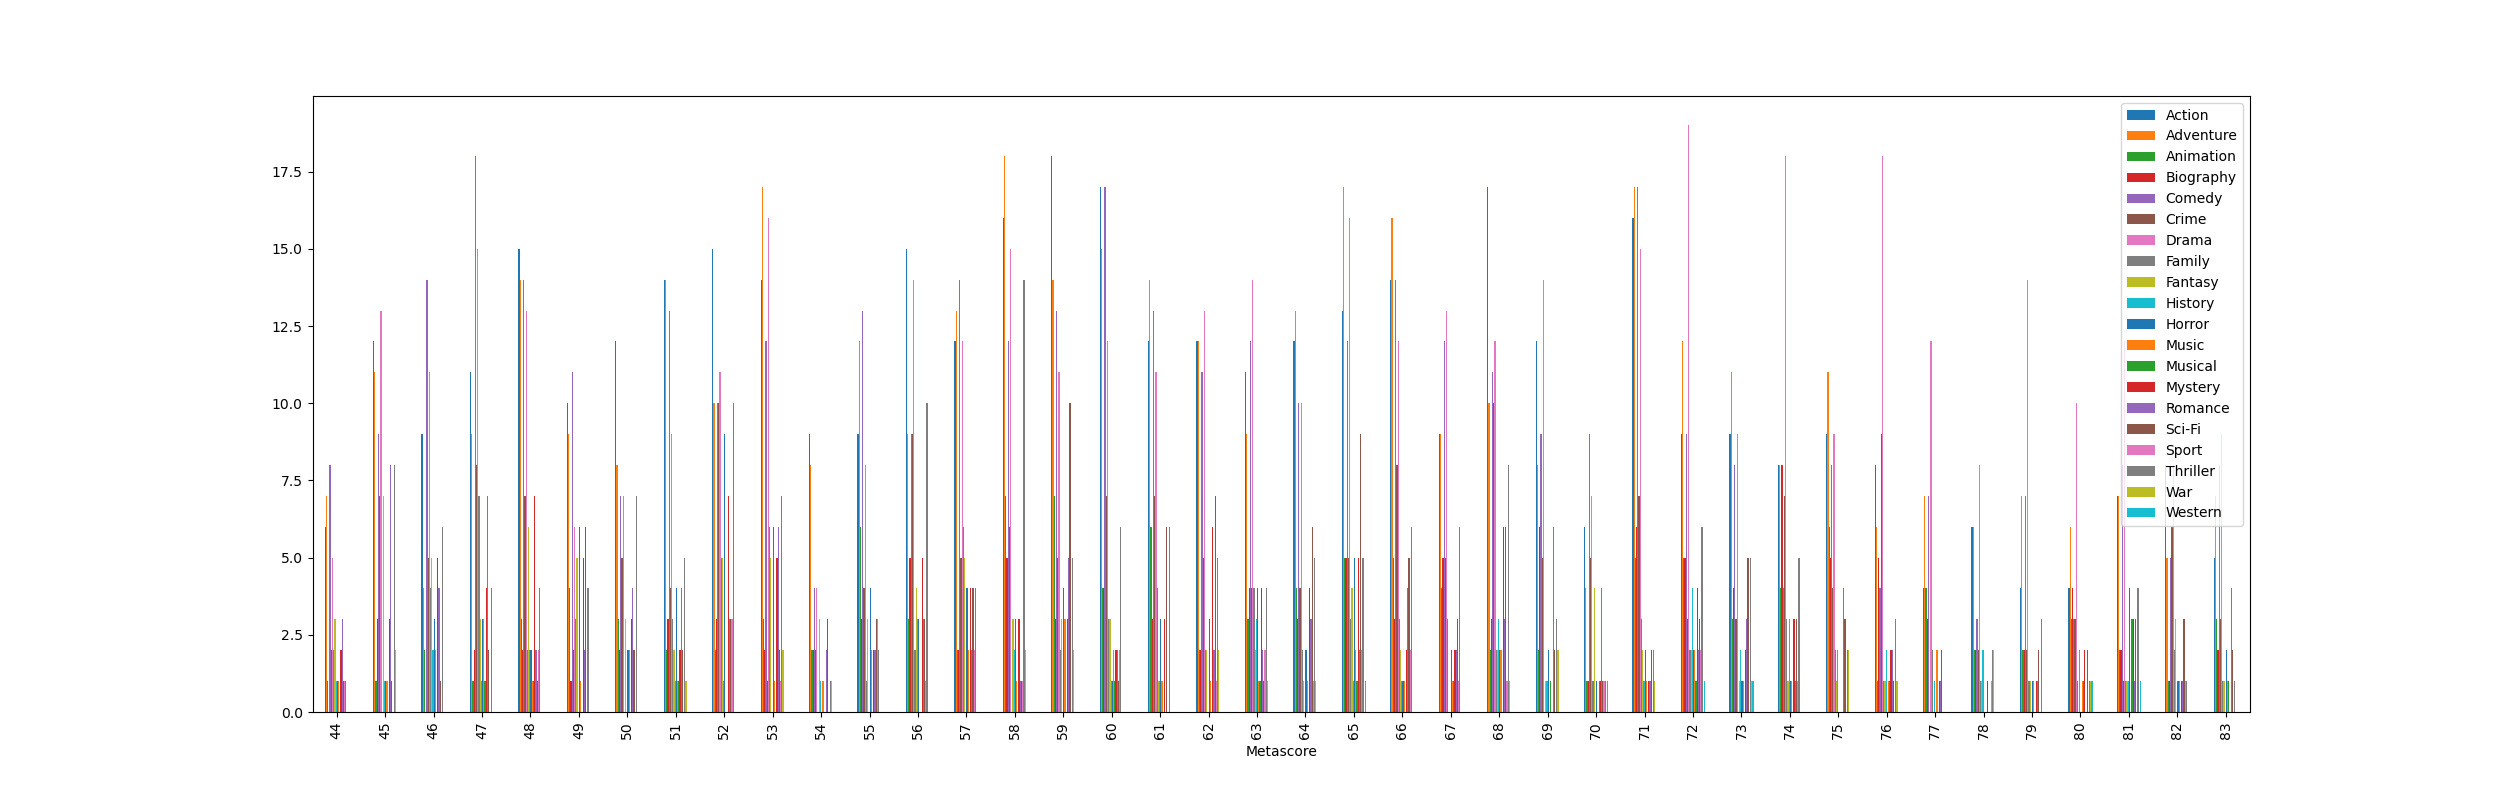 17.5
15.0
12.5
10.0
7.5
5.0
2.5
0.0
Action
Adventure
Animation
Biography
Comedy
Crime
Drama
Family
Fantasy
History
Horror
Music
Musical
Mystery
Romance
Sci-Fi
Sport
Thriller
War
Western
44 45 46 47 48 49 50 51 52 53 54 55 56 57 58 59 60 61 62 63 64 65 66 67 68 69 70 71 72 73 74 75 76 77 78 79 80 81 82 83
Metascore